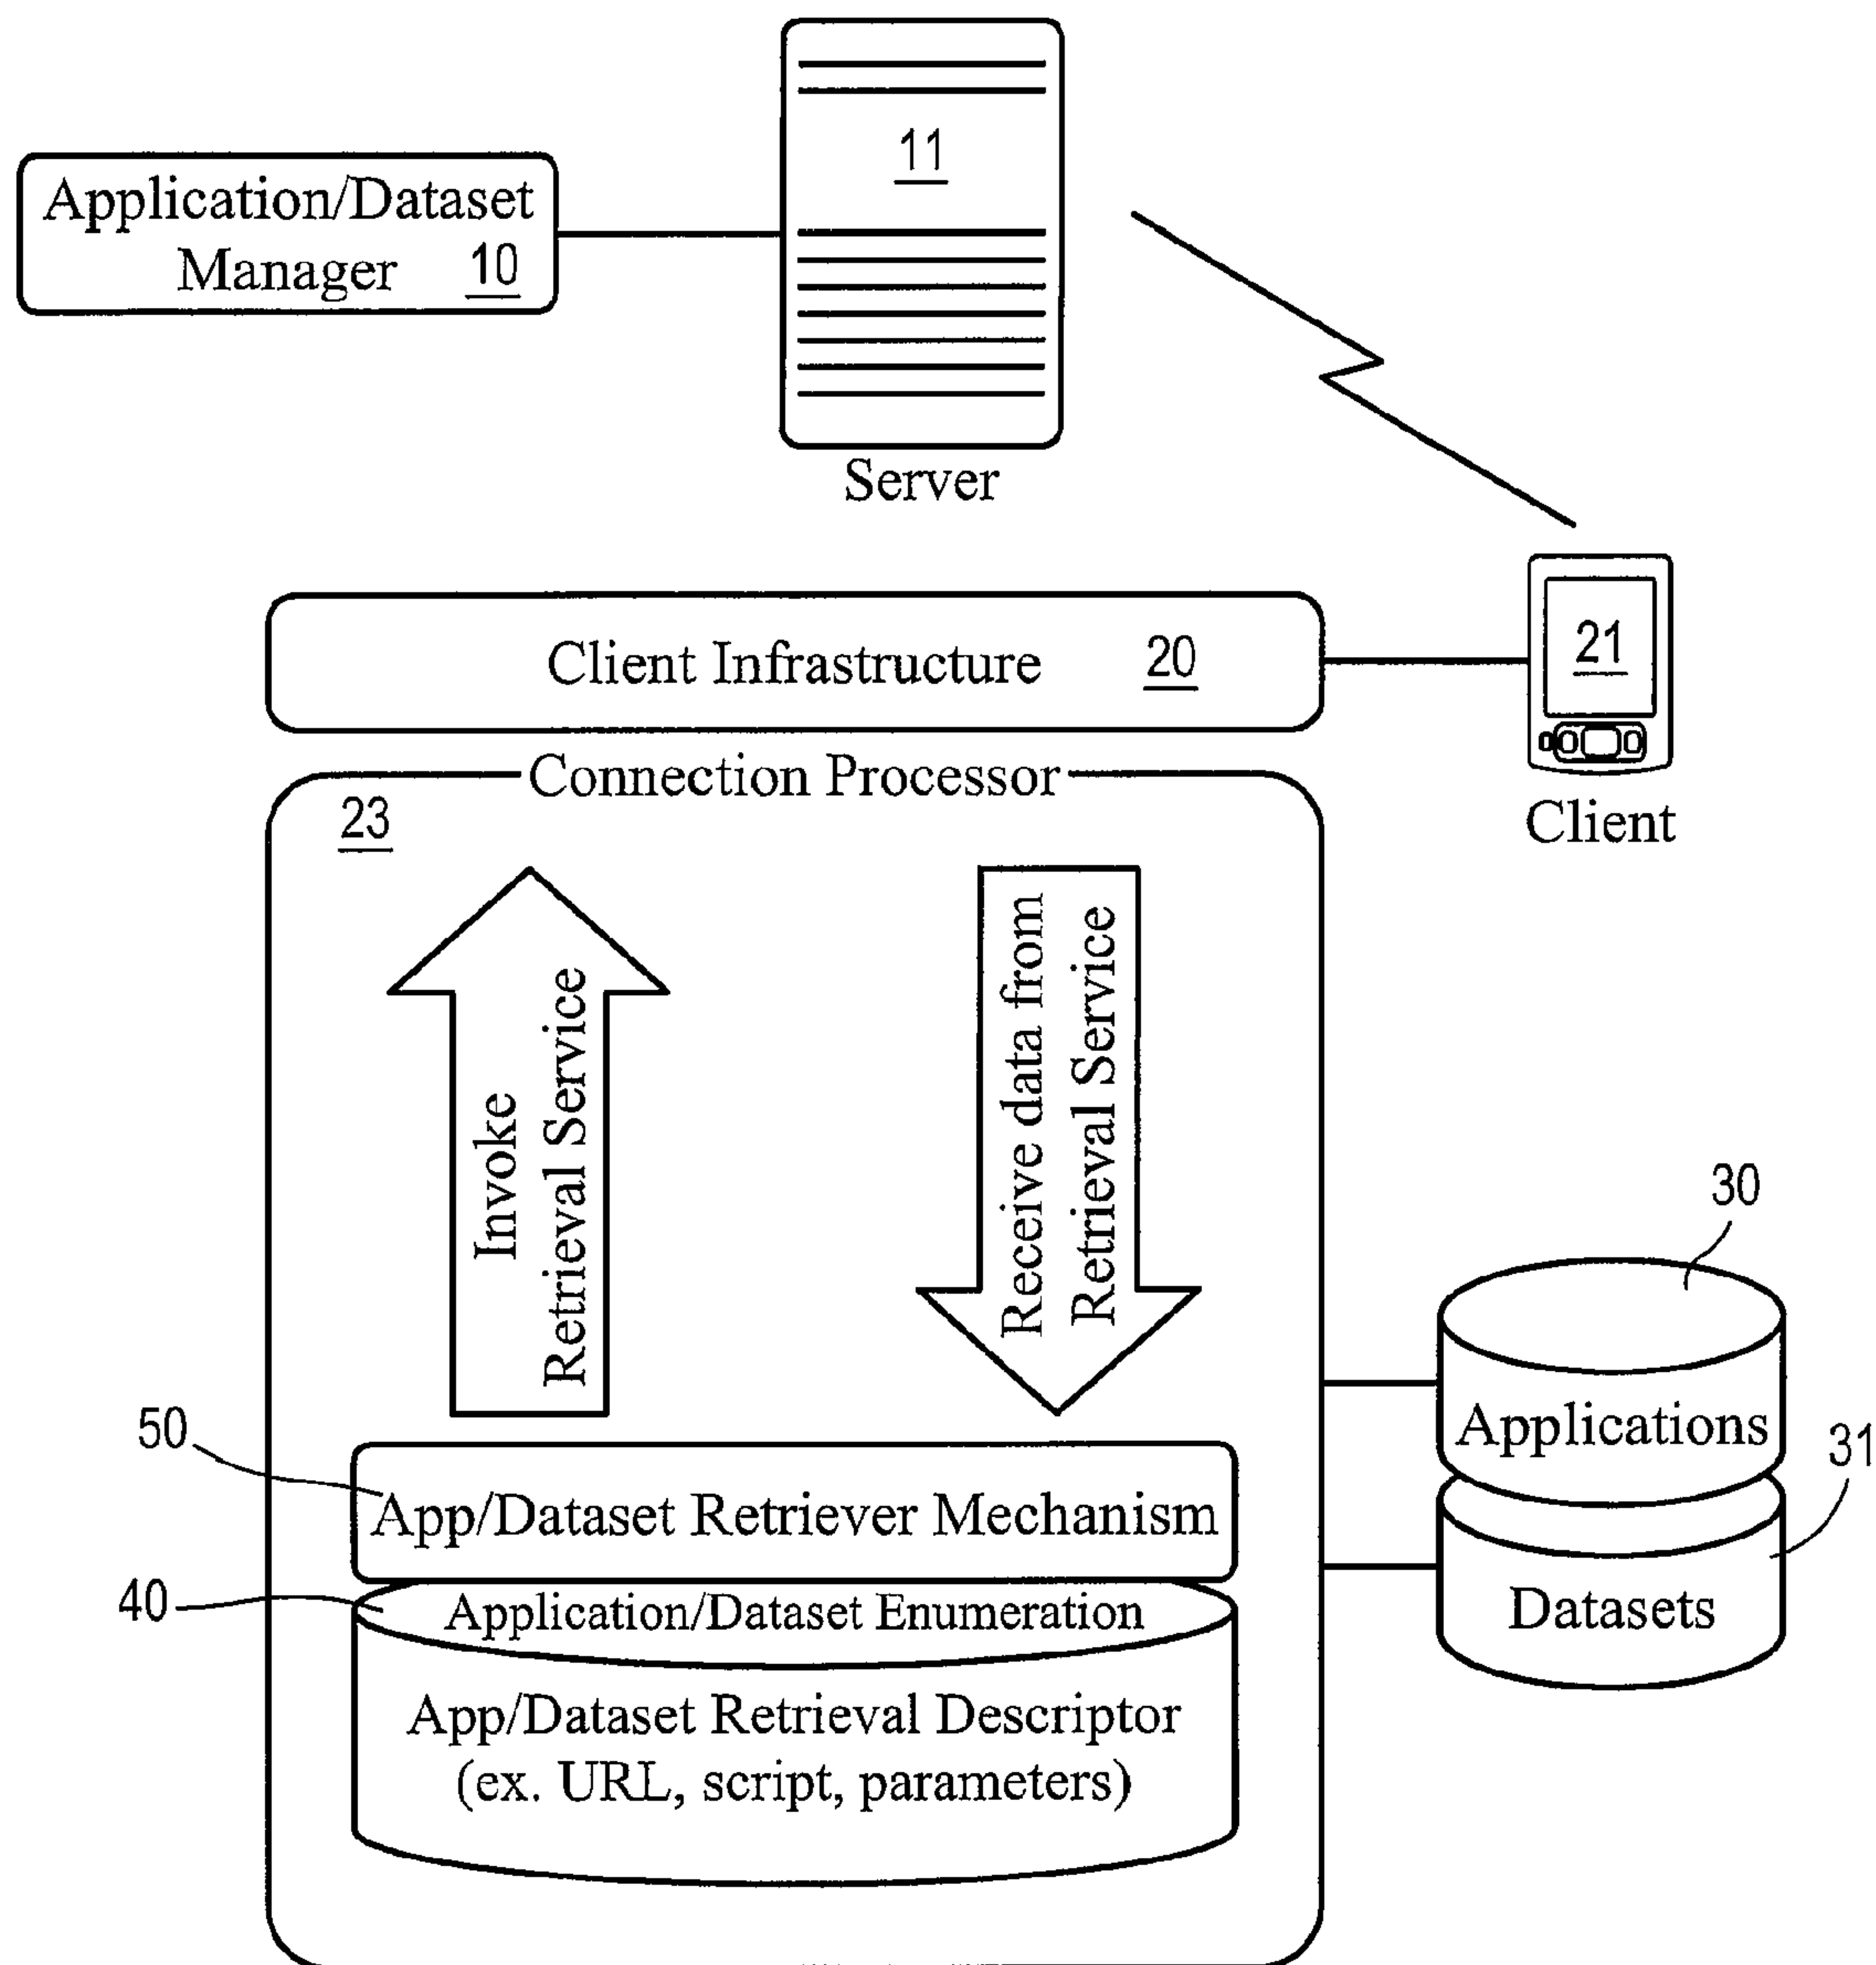 11
Application/Dataset
Manager 10
Server
Client Infrastructure 20
21
Client
Connection Processor
23
Invoke
Retrieval Service
Receive data from
Retrieval Service
30
Applications
31
Datasets
50
App/Dataset Retriever Mechanism
40
Application/Dataset Enumeration
App/Dataset Retrieval Descriptor
(ex. URL, script, parameters)